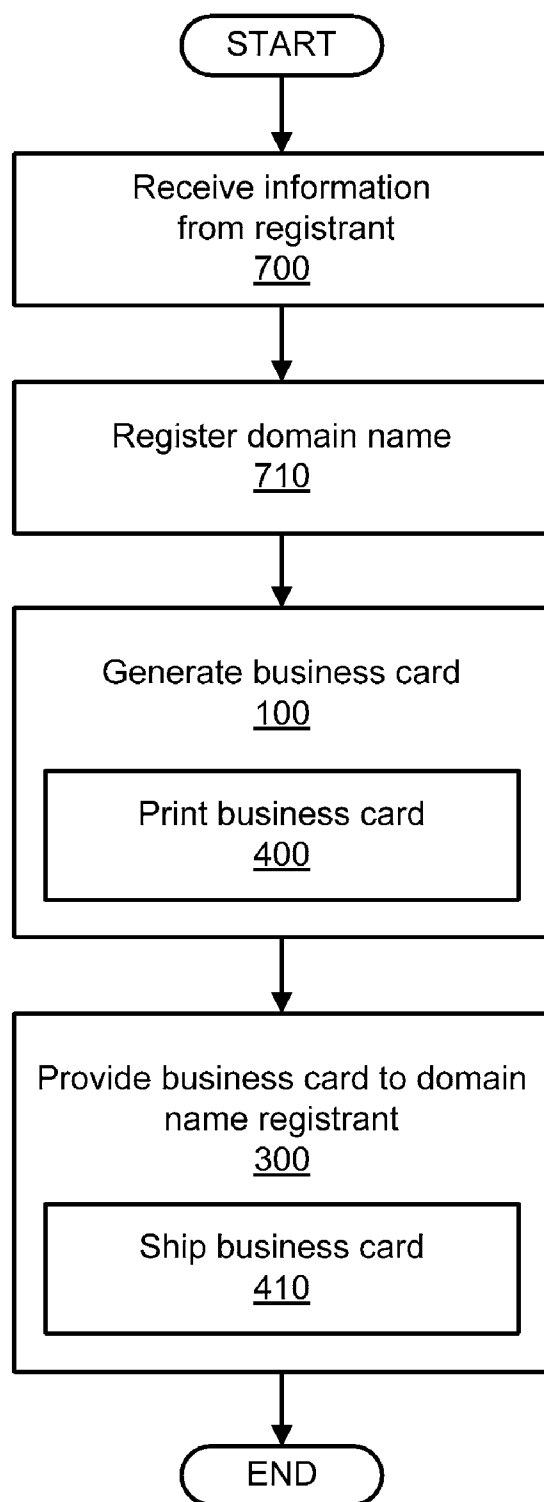 START
Receive information
from registrant
700
Register domain name
710
Generate business card
100
Print business card
400
Provide business card to domain
name registrant
300
Ship business card
410
END